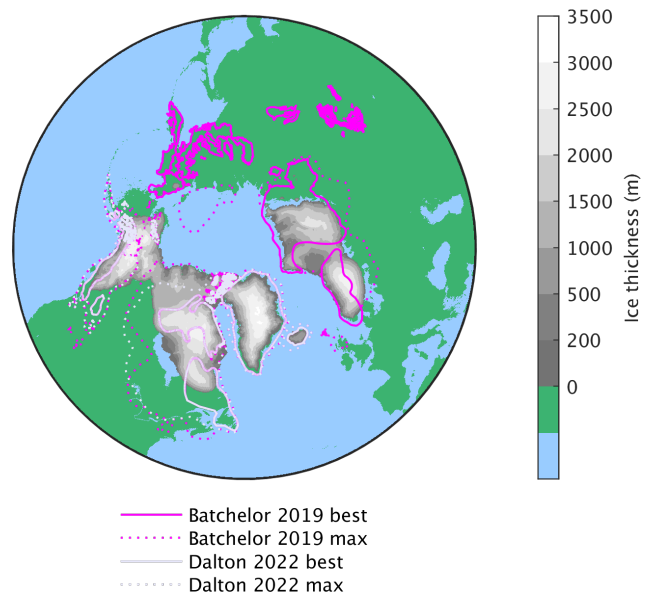 3500
3000
2500
2000
1500
1000
500
200
0
Ice thickness (m)
Batchelor 2019 best
Batchelor 2019 max
Dalton 2022 best
Dalton 2022 max